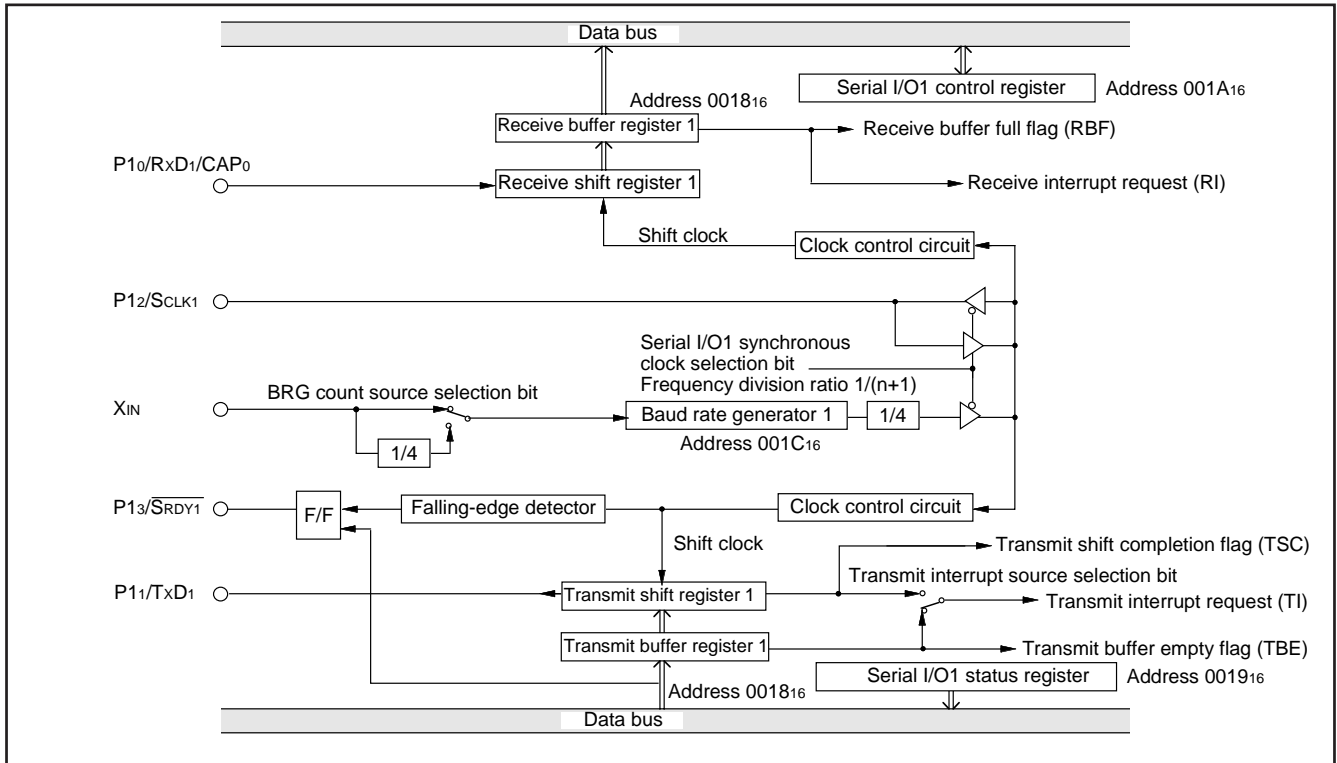 Data bus
Serial I/O1 control register
Address 001A16
Address 001816
Receive buffer register 1
Receive buffer full flag (RBF)
P10/RxD1/CAP0
Receive shift register 1
Receive interrupt request (RI)
Shift clock
Clock control circuit
P12/SCLK1
Serial I/O1 synchronous
clock selection bit
Frequency division ratio 1/(n+1)
BRG count source selection bit
XIN
Baud rate generator 1
1/4
Address 001C16
1/4
P13/SRDY1
F/F
Falling-edge detector
Clock control circuit
Shift clock
Transmit shift completion flag (TSC)
Transmit interrupt source selection bit
P11/TxD1
Transmit shift register 1
Transmit interrupt request (TI)
Transmit buffer register 1
Transmit buffer empty flag (TBE)
Address 001816
Serial I/O1 status register
Address 001916
Data bus